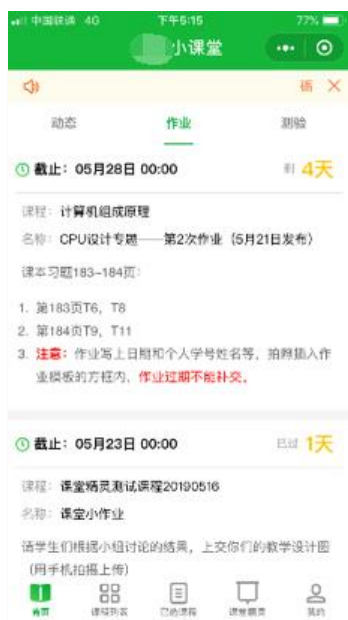 中国联通 4G 下午5:15 77%
小课堂
动态 作业 测验
截止：05月28日 00:00 剩 4天
课程：计算机组成原理
名称：CPU设计专题——第2次作业（5月21日发布）
课本习题183-184页：
1. 第183页T6，T8
2. 第184页T9，T11
3. 注意：作业写上日期和个人学号姓名等，拍照插入作
业模板的方框内，作业过期不能补交。
截止：05月23日 00:00 已过 1天
课程：课堂精灵测试课程20190516
名称：课堂小作业
请学生们根据小组讨论的结果，上交你们的教学设计图
（用手机拍摄上传）
首页 课程列表 课堂精灵 我的